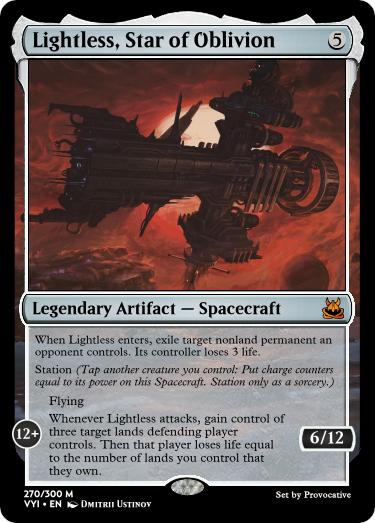 Lightless, Star of Oblivion 5
Legendary Artifact — Spacecraft
When Lightless enters, exile target nonland permanent an
opponent controls. Its controller loses 3 life.
Station (Tap another creature you control: Put charge counters
equal to its power on this Spacecraft. Station only as a sorcery.)
12+
Flying
Whenever Lightless attacks, gain control of
three target lands defending player
controls. Then that player loses life equal
to the number of lands you control that
they own.
6/12
270/300 M
VYI • EN Dmitrii Ustinov
Set by Provocative